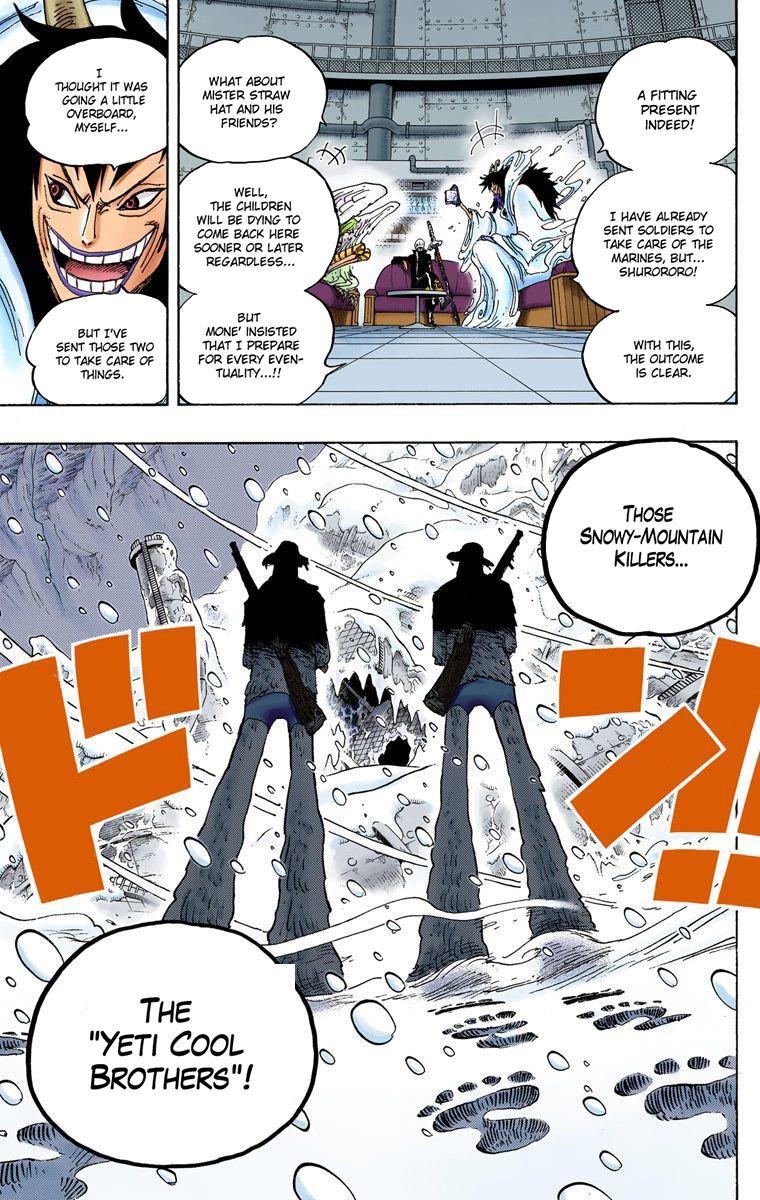 A FITTING
PRESENT
INDEED!
I HAVE ALREADY
SENT SOLDIERS TO
TAKE CARE OF THE
MARINES, BUT...
SHURORORO!
WITH THIS,
THE OUTCOME
IS CLEAR.
WHAT ABOUT
MISTER STRAW
HAT AND HIS
FRIENDS?
WELL,
THE CHILDREN
WILL BE DYING TO
COME BACK HERE
SOONER OR LATER
REGARDLESS...
BUT
MONE' INSISTED
THAT I PREPARE
FOR EVERY EVEN-
TUALITY...!!
I
THOUGHT IT WAS
GOING A LITTLE
OVERBOARD,
MYSELF...
BUT I'VE
SENT THOSE TWO
TO TAKE CARE OF
THINGS.
THOSE
SNOWY-MOUNTAIN
KILLERS...
ドン!!
THE
"YETI COOL
BROTHERS"!